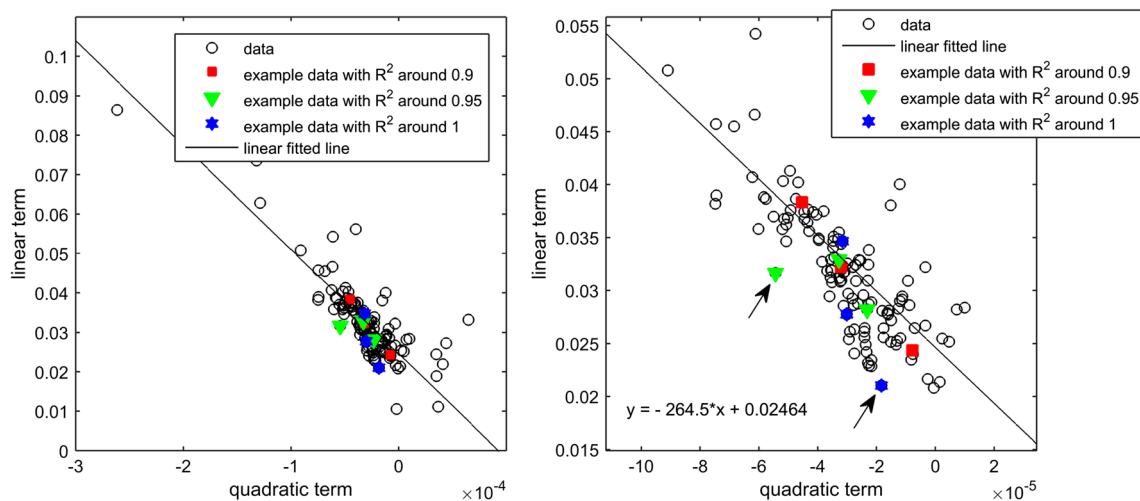 0.1
0.09
0.08
0.07
0.06
0.05
0.04
0.03
0.02
0.01
0
linear term
data
example data with R² around 0.9
example data with R² around 0.95
example data with R² around 1
linear fitted line
-3
-2
-1
0
×10⁻⁴
quadratic term
0.055
0.05
0.045
0.04
0.035
0.03
0.025
0.02
0.015
linear term
data
linear fitted line
example data with R² around 0.9
example data with R² around 0.95
example data with R² around 1
y = - 264.5*x + 0.02464
-10
-8
-6
-4
-2
0
2
×10⁻⁵
quadratic term